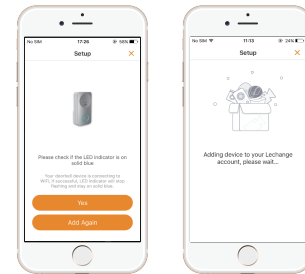 No SIM 17:26 56%
Setup
Please check if the LED indicator is on
solid blue
Your doorbell device is connecting to
WiFi, if successful, LED indicator will stop
flashing and stay on solid blue.
Yes
Add Again
No SIM 11:13 24%
Setup
Adding device to your Lechange
account, please wait...